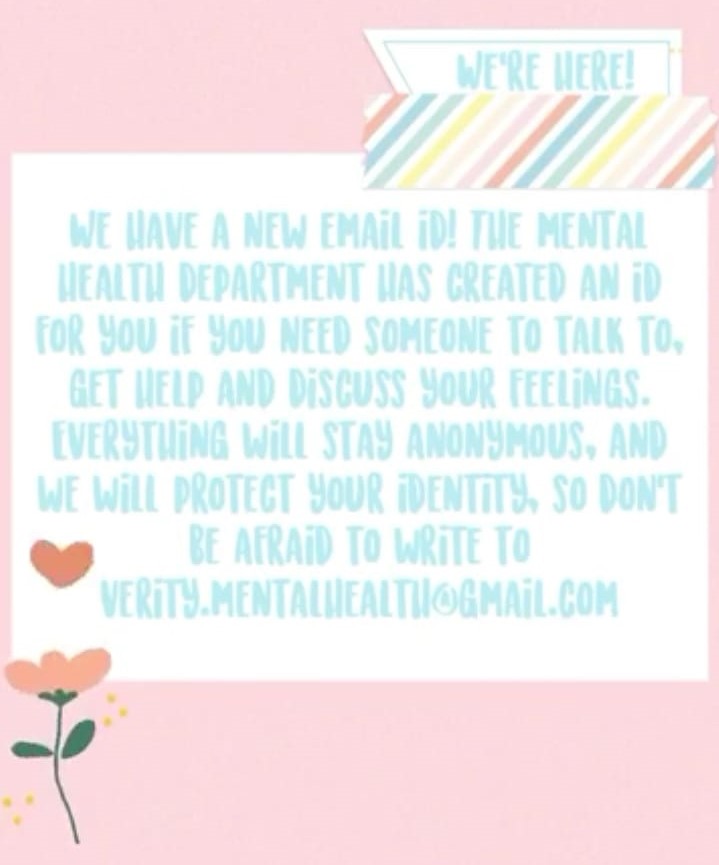 WE'RE HERE!
WE HAVE A NEW EMAIL ID! THE MENTAL
HEALTH DEPARTMENT HAS CREATED AN ID
FOR YOU IF YOU NEED SOMEONE TO TALK TO,
GET HELP AND DISCUSS YOUR FEELINGS.
EVERYTHING WILL STAY ANONYMOUS, AND
WE WILL PROTECT YOUR IDENTITY, SO DON'T
BE AFRAID TO WRITE TO
VERITY.MENTALHEALTH@GMAIL.COM